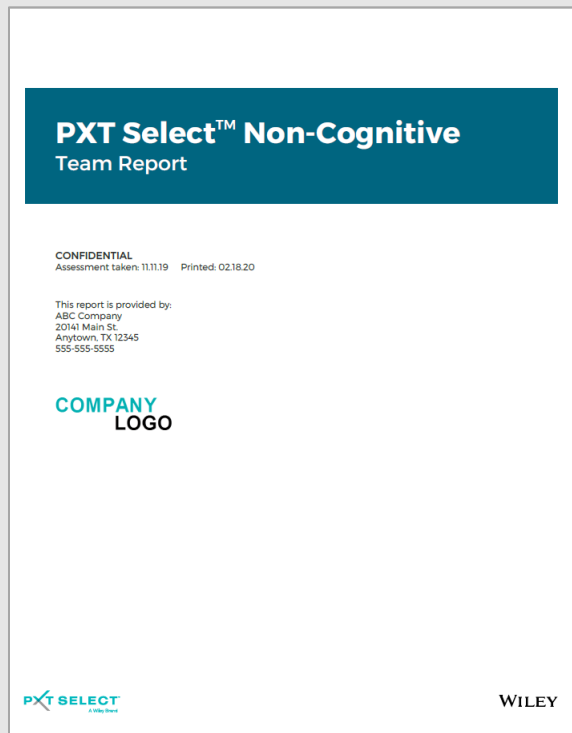 PXT Select™ Non-Cognitive
Team Report
CONFIDENTIAL
Assessment taken: 11.11.19 Printed: 02.18.20
This report is provided by:
ABC Company
20141 Main St.
Anytown, TX 12345
555-555-5555
COMPANY
LOGO
PXT SELECT™
A Wiley Brand
WILEY